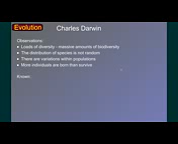 Evolution
Charles Darwin
Observations:
• Loads of diversity - massive amounts of biodiversity
• The distribution of species is not random
• There are variations within populations
• More individuals are born than survive
Known: